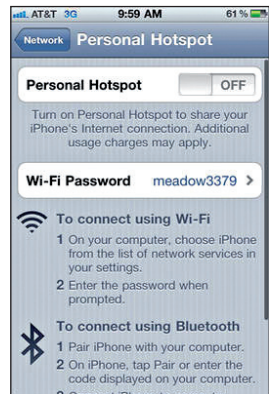 AT&T 3G 9:59 AM 61 %
Network Personal Hotspot
Personal Hotspot OFF
Turn on Personal Hotspot to share your
iPhone's Internet connection. Additional
usage charges may apply.
Wi-Fi Password meadow3379
To connect using Wi-Fi
1 On your computer, choose iPhone
from the list of network services in
your settings.
2 Enter the password when
prompted.
To connect using Bluetooth
1 Pair iPhone with your computer.
2 On iPhone, tap Pair or enter the
code displayed on your computer.